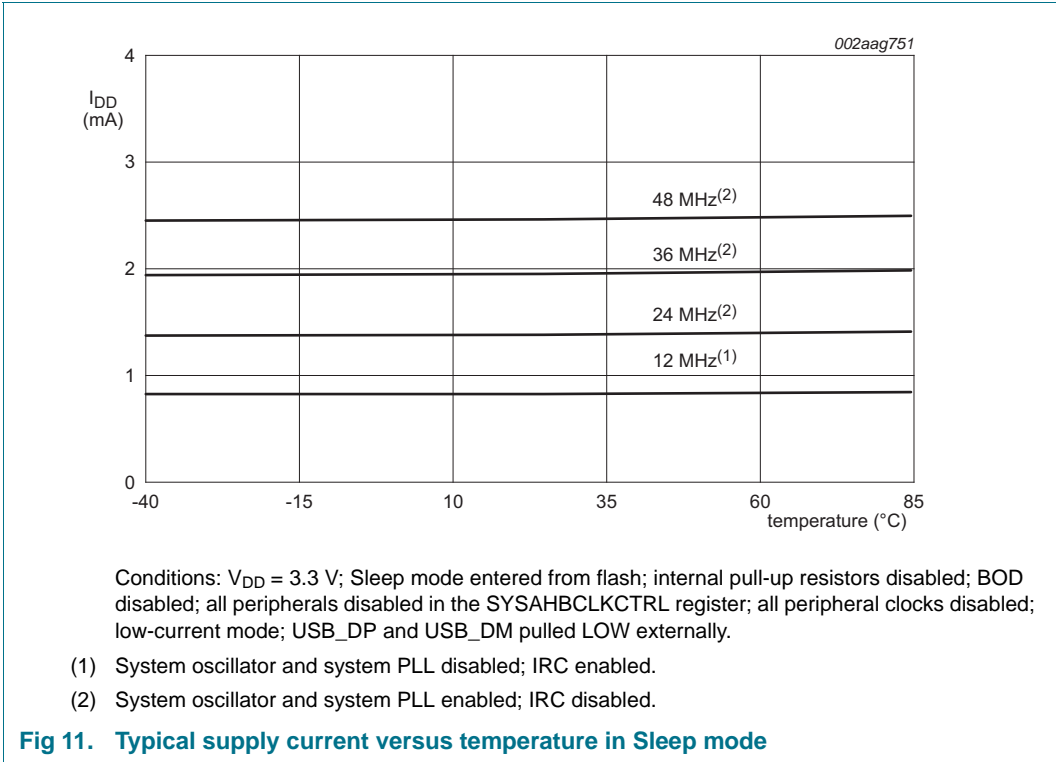 002aag751
4
I_DD
(mA)
3
48 MHz(2)
36 MHz(2)
2
24 MHz(2)
12 MHz(1)
1
0
-40 -15 10 35 60 85
temperature (°C)
Conditions: V_DD = 3.3 V; Sleep mode entered from flash; internal pull-up resistors disabled; BOD
disabled; all peripherals disabled in the SYSAHBCLKCTRL register; all peripheral clocks disabled;
low-current mode; USB_DP and USB_DM pulled LOW externally.
(1) System oscillator and system PLL disabled; IRC enabled.
(2) System oscillator and system PLL enabled; IRC disabled.
Fig 11. Typical supply current versus temperature in Sleep mode